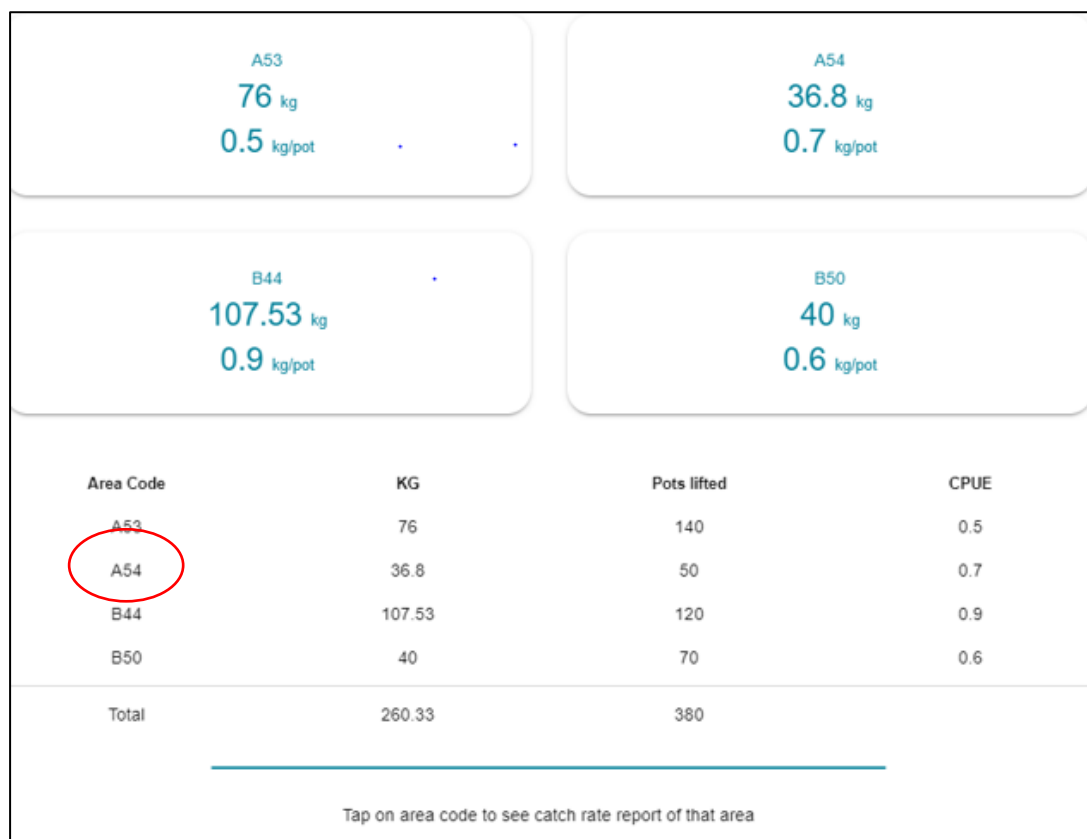 A53
76 kg
0.5 kg/pot
A54
36.8 kg
0.7 kg/pot
B44
107.53 kg
0.9 kg/pot
B50
40 kg
0.6 kg/pot
Area Code KG Pots lifted CPUE
A53 76 140 0.5
A54 36.8 50 0.7
B44 107.53 120 0.9
B50 40 70 0.6
Total 260.33 380
Tap on area code to see catch rate report of that area